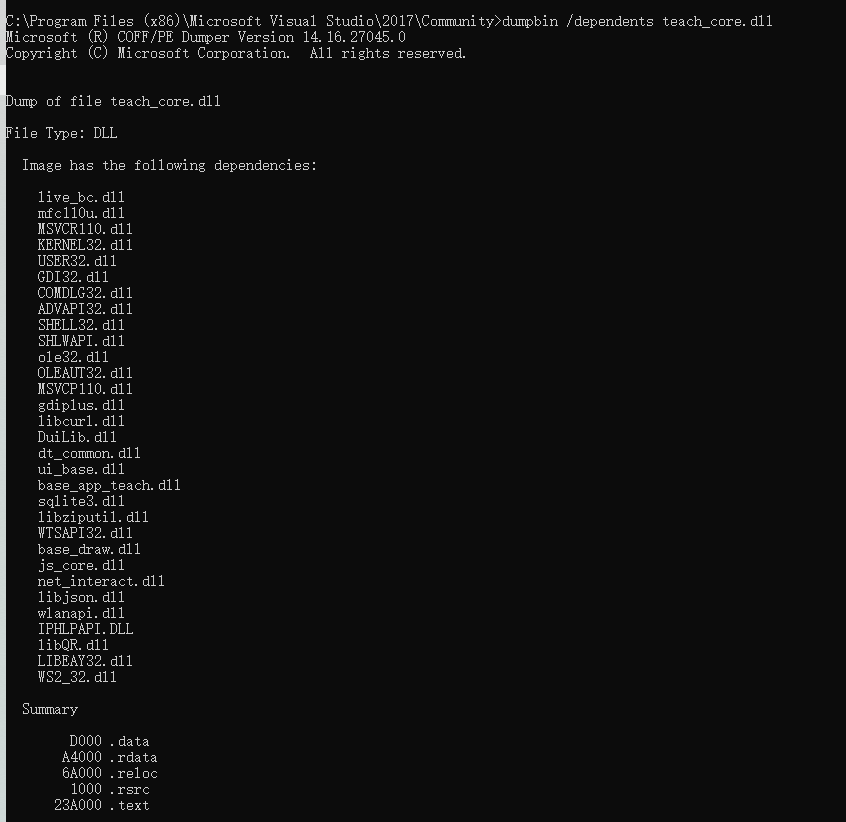 C:\Program Files (x86)\Microsoft Visual Studio\2017\Community>dumpbin /dependents teach_core.dll
Microsoft (R) COFF/PE Dumper Version 14.16.27045.0
Copyright (C) Microsoft Corporation.  All rights reserved.
Dump of file teach_core.dll
File Type: DLL
Image has the following dependencies:
live_bc.dll
mfc110u.dll
MSVCR110.dll
KERNEL32.dll
USER32.dll
GDI32.dll
COMDLG32.dll
ADVAPI32.dll
SHELL32.dll
SHLWAPI.dll
ole32.dll
OLEAUT32.dll
MSVCP110.dll
gdiplus.dll
libcurl.dll
DuiLib.dll
dt_common.dll
ui_base.dll
base_app_teach.dll
sqlite3.dll
libziputil.dll
WTSAPI32.dll
base_draw.dll
js_core.dll
net_interact.dll
libjson.dll
wlanapi.dll
IPHLPAPI.DLL
libQR.dll
LIBEAY32.dll
WS2_32.dll
Summary
D000 .data
A4000 .rdata
6A000 .reloc
1000 .rsrc
23A000 .text